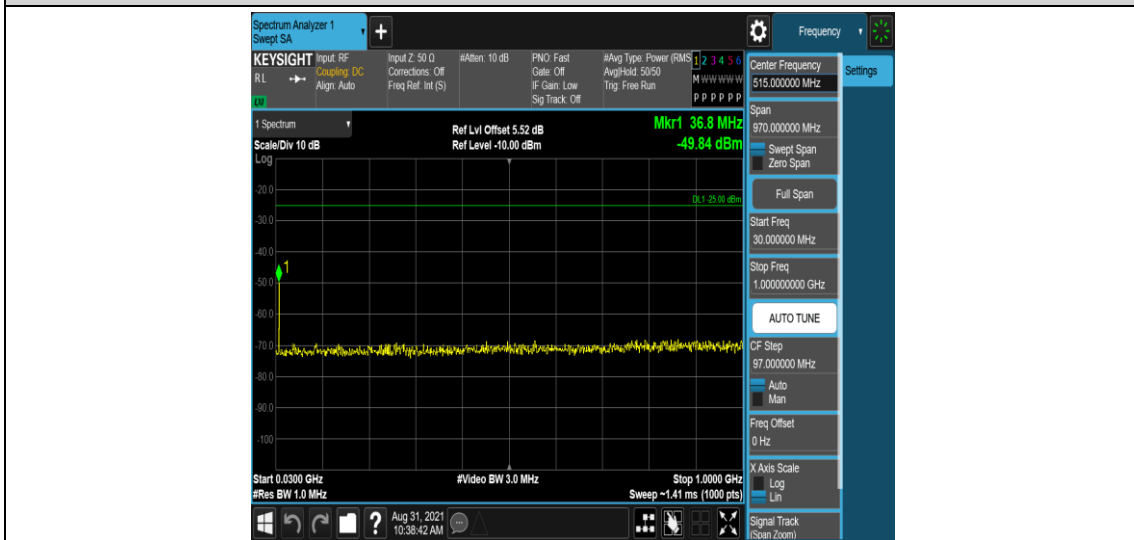 Spectrum Analyzer 1
Swept SA
+
Frequency
KEYSIGHT
RL
LXI
Input: RF
Coupling: DC
Align: Auto
Input Z: 50 Ω
Corrections: Off
Freq Ref: Int (S)
#Atten: 10 dB
PNO: Fast
Gate: Off
IF Gain: Low
Sig Track: Off
#Avg Type: Power (RMS
Avg|Hold: 50/50
Trig: Free Run
1 2 3 4 5 6
M W W W W W
P P P P P P
1 Spectrum
Scale/Div 10 dB
Ref Lvl Offset 5.52 dB
Ref Level -10.00 dBm
Mkr1 36.8 MHz
-49.84 dBm
Log
-20.0
DL1 -25.00 dBm
-30.0
-40.0
1
-50.0
-60.0
-70.0
-80.0
-90.0
-100
Start 0.0300 GHz
#Video BW 3.0 MHz
Stop 1.0000 GHz
#Res BW 1.0 MHz
Sweep ~1.41 ms (1000 pts)
Center Frequency
515.000000 MHz
Settings
Span
970.000000 MHz
Swept Span
Zero Span
Full Span
Start Freq
30.000000 MHz
Stop Freq
1.000000000 GHz
AUTO TUNE
CF Step
97.000000 MHz
Auto
Man
Freq Offset
0 Hz
X Axis Scale
Log
Lin
Signal Track
(Span Zoom)
?
Aug 31, 2021
10:38:42 AM